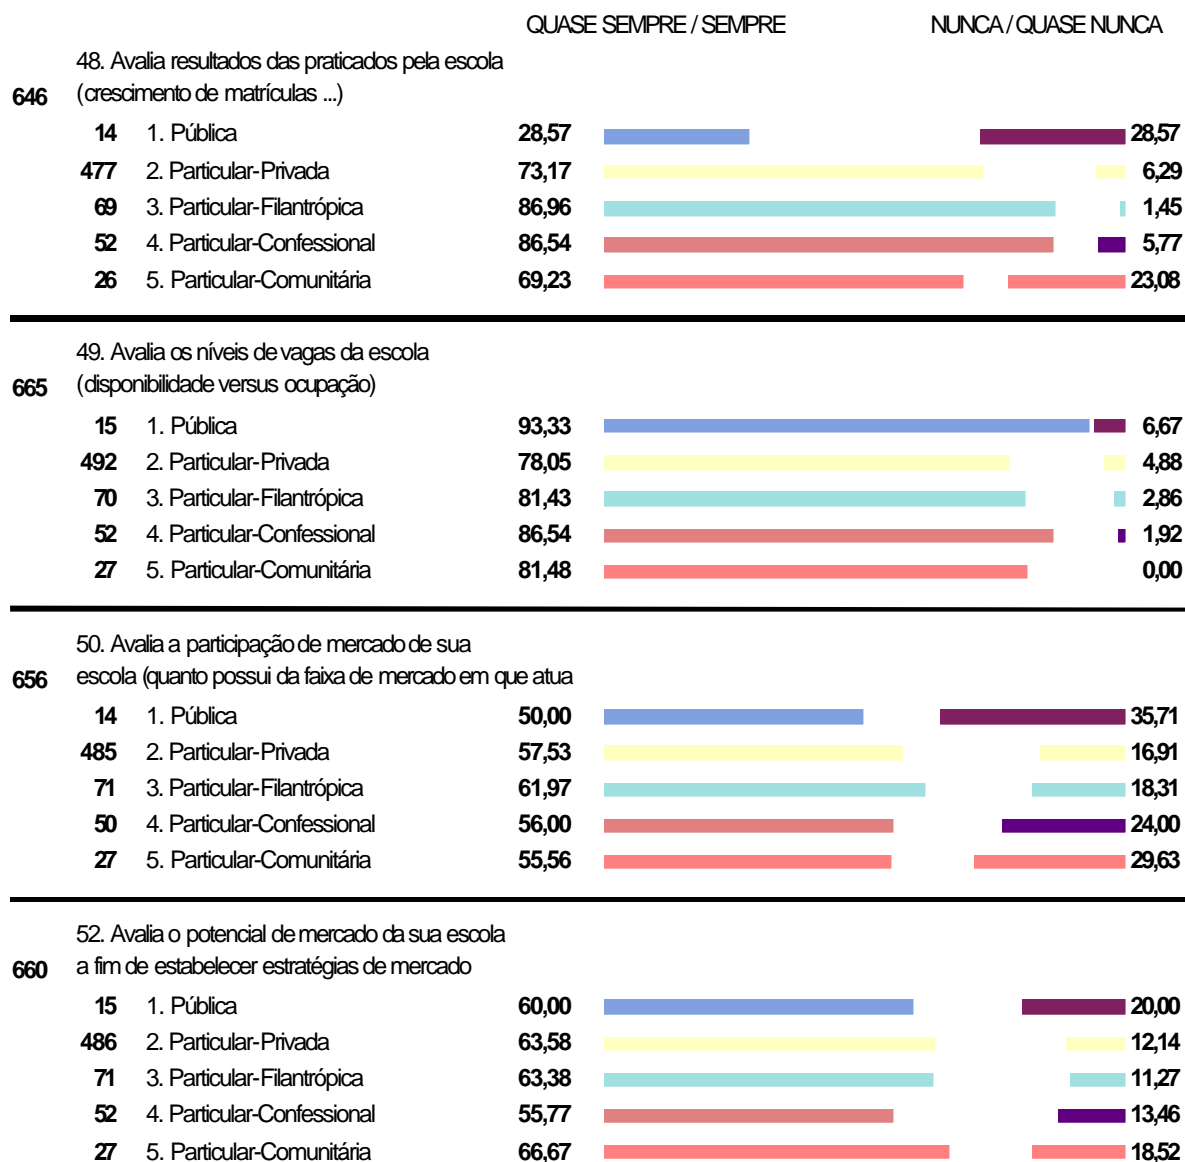 QUASE SEMPRE / SEMPRE NUNCA / QUASE NUNCA
48. Avalia resultados das praticados pela escola
646 (crescimento de matrículas ...)
14 1. Pública 28,57 28,57
477 2. Particular-Privada 73,17 6,29
69 3. Particular-Filantrópica 86,96 1,45
52 4. Particular-Confessional 86,54 5,77
26 5. Particular-Comunitária 69,23 23,08
49. Avalia os níveis de vagas da escola
665 (disponibilidade versus ocupação)
15 1. Pública 93,33 6,67
492 2. Particular-Privada 78,05 4,88
70 3. Particular-Filantrópica 81,43 2,86
52 4. Particular-Confessional 86,54 1,92
27 5. Particular-Comunitária 81,48 0,00
50. Avalia a participação de mercado de sua
656 escola (quanto possui da faixa de mercado em que atua
14 1. Pública 50,00 35,71
485 2. Particular-Privada 57,53 16,91
71 3. Particular-Filantrópica 61,97 18,31
50 4. Particular-Confessional 56,00 24,00
27 5. Particular-Comunitária 55,56 29,63
52. Avalia o potencial de mercado da sua escola
660 a fim de estabelecer estratégias de mercado
15 1. Pública 60,00 20,00
486 2. Particular-Privada 63,58 12,14
71 3. Particular-Filantrópica 63,38 11,27
52 4. Particular-Confessional 55,77 13,46
27 5. Particular-Comunitária 66,67 18,52